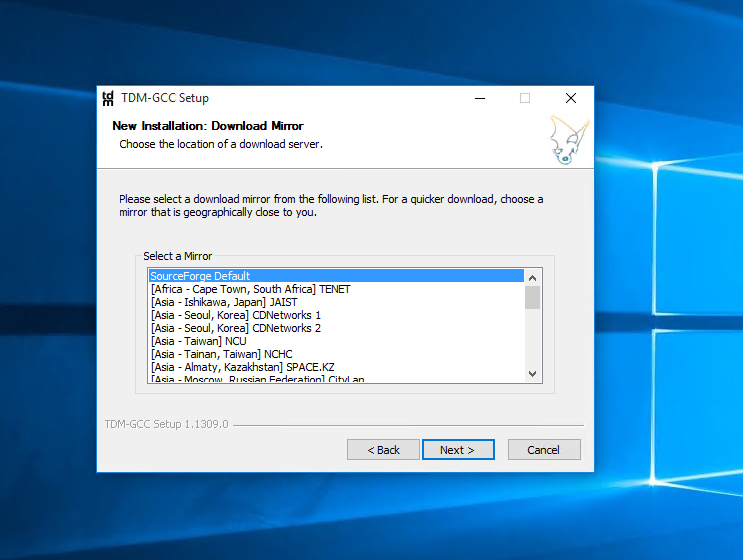 tdm TDM-GCC Setup
New Installation: Download Mirror
Choose the location of a download server.
Please select a download mirror from the following list. For a quicker download, choose a
mirror that is geographically close to you.
Select a Mirror
SourceForge Default
[Africa - Cape Town, South Africa] TENET
[Asia - Ishikawa, Japan] JAIST
[Asia - Seoul, Korea] CDNetworks 1
[Asia - Seoul, Korea] CDNetworks 2
[Asia - Taiwan] NCU
[Asia - Tainan, Taiwan] NCHC
[Asia - Almaty, Kazakhstan] SPACE.KZ
[Asia - Moscow, Russian Federation] CityLan
TDM-GCC Setup 1.1309.0
< Back Next > Cancel